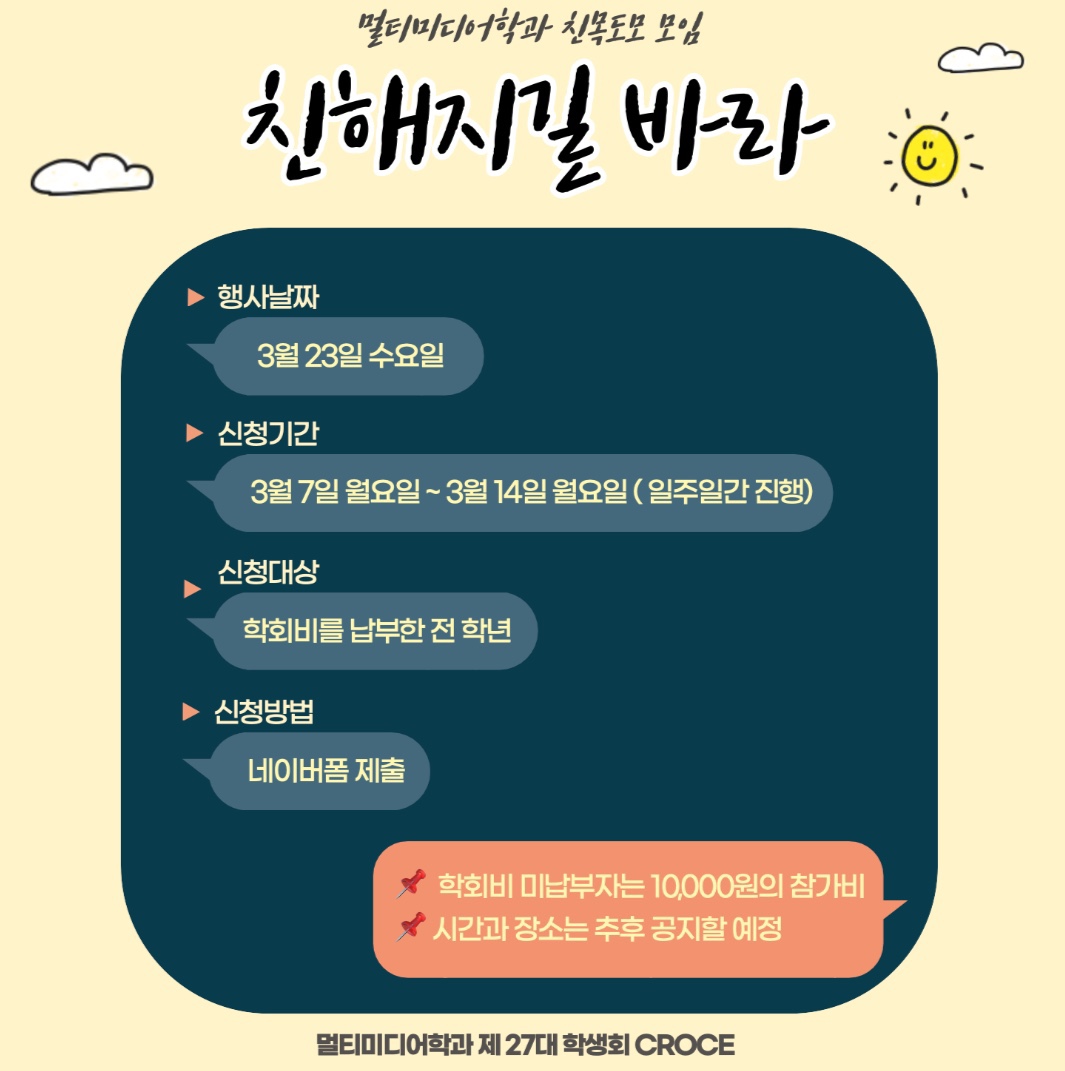 멀티미디어학과 친목도모 모임
친해지길 바라
▶ 행사날짜
3월 23일 수요일
▶ 신청기간
3월 7일 월요일 ~ 3월 14일 월요일 ( 일주일간 진행)
▶ 신청대상
학회비를 납부한 전 학년
▶ 신청방법
네이버폼 제출
📌 학회비 미납부자는 10,000원의 참가비
📌 시간과 장소는 추후 공지할 예정
멀티미디어학과 제 27대 학생회 CROCE